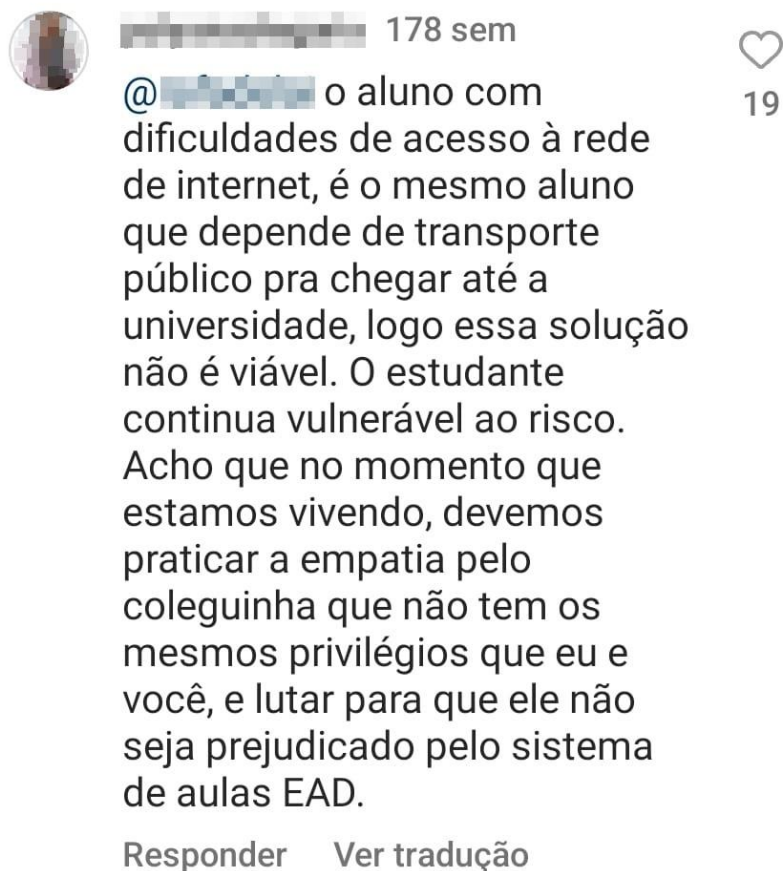 178 sem
@ o aluno com
19
dificuldades de acesso à rede
de internet, é o mesmo aluno
que depende de transporte
público pra chegar até a
universidade, logo essa solução
não é viável. O estudante
continua vulnerável ao risco.
Acho que no momento que
estamos vivendo, devemos
praticar a empatia pelo
coleguinha que não tem os
mesmos privilégios que eu e
você, e lutar para que ele não
seja prejudicado pelo sistema
de aulas EAD.
Responder Ver tradução